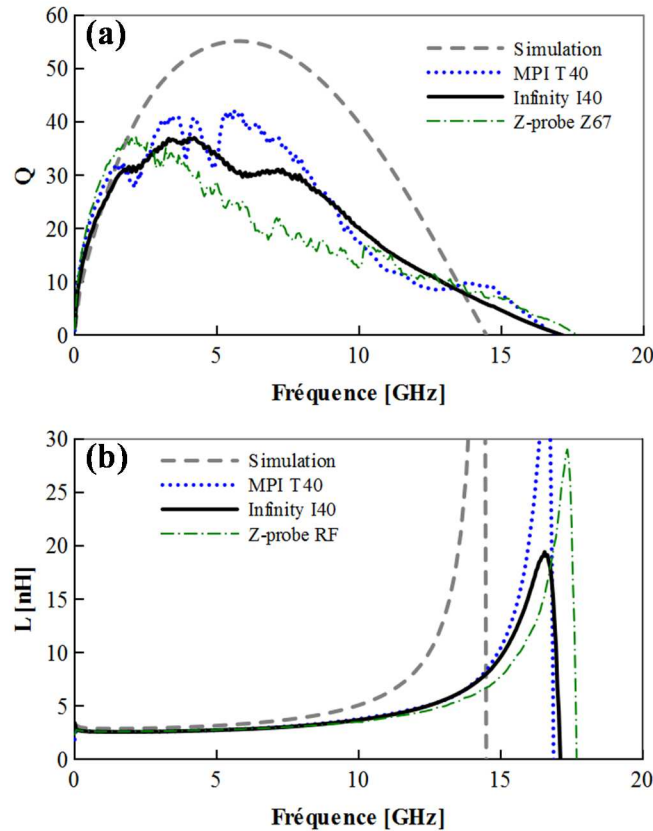 (a)
Simulation
MPI T40
Infinity I40
Z-probe Z67
Q
60
50
40
30
20
10
0
0 5 10 15 20
Fréquence [GHz]
(b)
Simulation
MPI T40
Infinity I40
Z-probe RF
L [nH]
30
25
20
15
10
5
0
0 5 10 15 20
Fréquence [GHz]